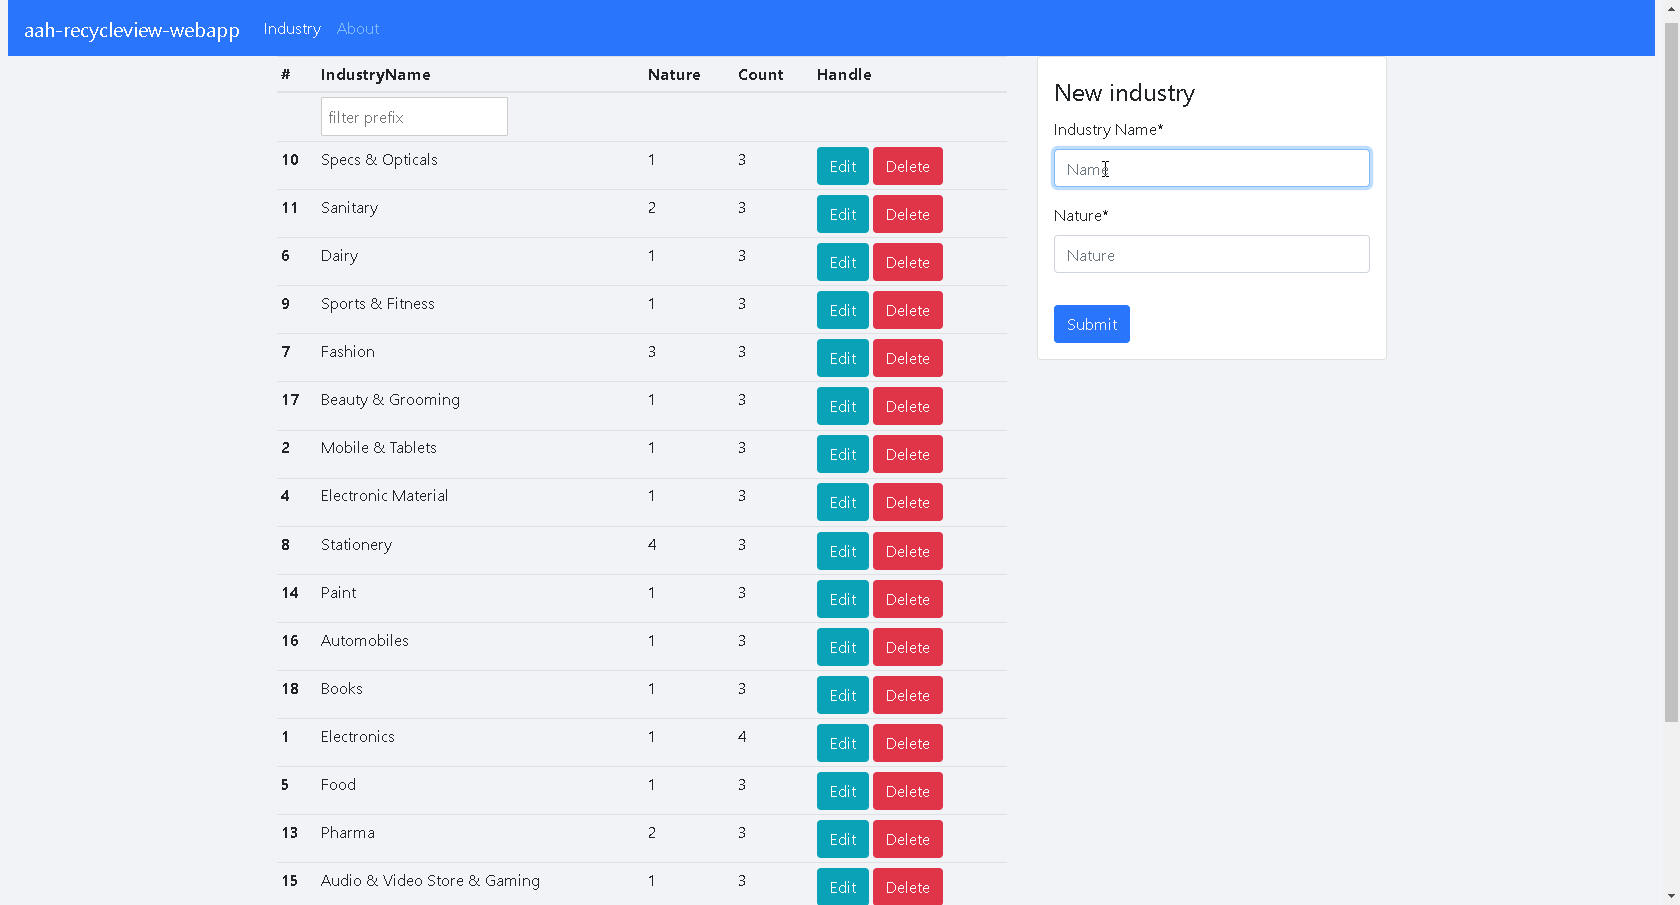 aah-recycleview-webapp Industry About
# IndustryName Nature Count Handle
filter prefix
10 Specs & Opticals 1 3 Edit Delete
11 Sanitary 2 3 Edit Delete
6 Dairy 1 3 Edit Delete
9 Sports & Fitness 1 3 Edit Delete
7 Fashion 3 3 Edit Delete
17 Beauty & Grooming 1 3 Edit Delete
2 Mobile & Tablets 1 3 Edit Delete
4 Electronic Material 1 3 Edit Delete
8 Stationery 4 3 Edit Delete
14 Paint 1 3 Edit Delete
16 Automobiles 1 3 Edit Delete
18 Books 1 3 Edit Delete
1 Electronics 1 4 Edit Delete
5 Food 1 3 Edit Delete
13 Pharma 2 3 Edit Delete
15 Audio & Video Store & Gaming 1 3 Edit Delete
New industry
Industry Name*
Name
Nature*
Nature
Submit